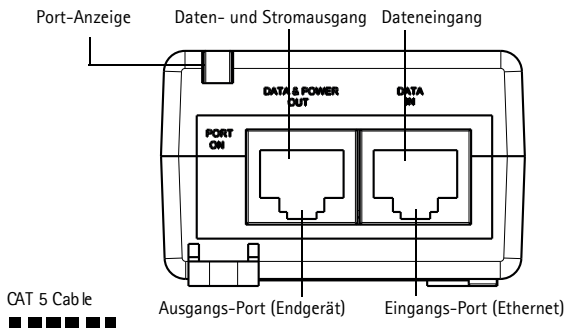 Port-Anzeige
Daten- und Stromausgang
Dateneingang
DATA & POWER
OUT
DATA
IN
PORT
ON
Ausgangs-Port (Endgerät)
Eingangs-Port (Ethernet)
CAT 5 Cable